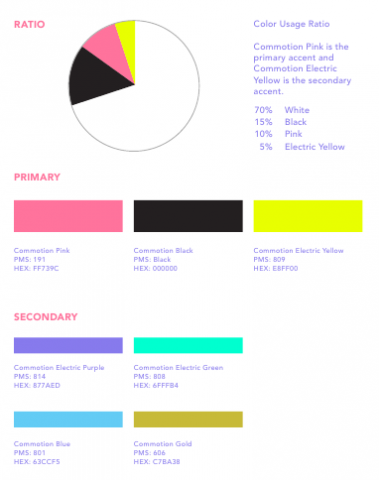 RATIO
Color Usage Ratio
Commotion Pink is the
primary accent and
Commotion Electric
Yellow is the secondary
accent.
70% White
15% Black
10% Pink
5% Electric Yellow
PRIMARY
Commotion Pink
PMS: 191
HEX: FF739C
Commotion Black
PMS: Black
HEX: 000000
Commotion Electric Yellow
PMS: 809
HEX: E8FF00
SECONDARY
Commotion Electric Purple
PMS: 814
HEX: 877AED
Commotion Electric Green
PMS: 808
HEX: 6FFFB4
Commotion Blue
PMS: 801
HEX: 63CCF5
Commotion Gold
PMS: 606
HEX: C7BA38